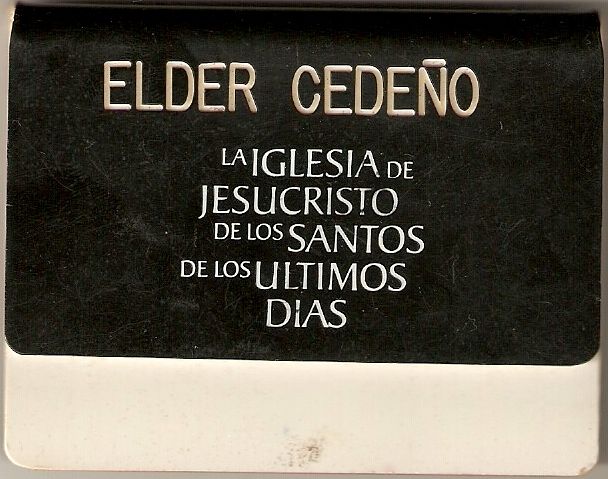 ELDER CEDEÑO
LA IGLESIA DE
JESUCRISTO
DE LOS SANTOS
DE LOS ULTIMOS
DIAS